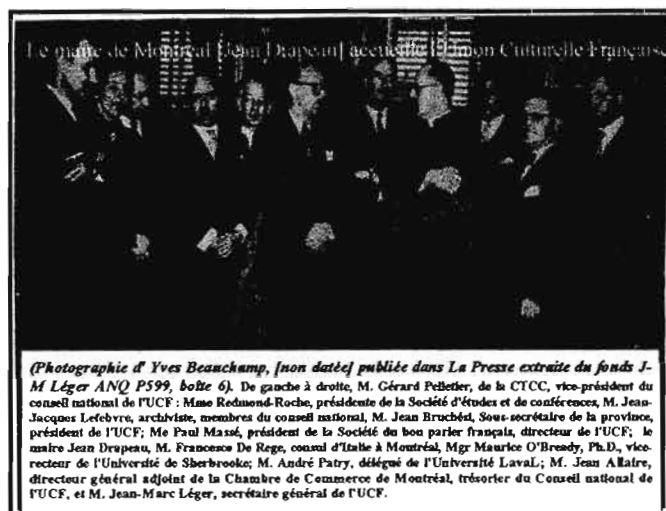 Le maire de Montréal [Jean Drapeau] accueille l'Union Culturelle Française
(Photographie d' Yves Beauchamp, [non datée] publiée dans La Presse extraite du fonds J-
M Léger ANQ P599, boîte 6). De gauche à droite, M. Gérard Pelletier, de la CTCC, vice-président du
conseil national de l'UCF : Mme Redmond-Roche, présidente de la Société d'études et de conférences, M. Jean-
Jacques Lefebvre, archiviste, membres du conseil national, M. Jean Bruchési, Sous-secrétaire de la province,
président de l'UCF; Me Paul Massé, président de la Société du bon parler français, directeur de l'UCF; le
maire Jean Drapeau, M. Francesco De Rege, consul d'Italie à Montréal, Mgr Maurice O'Bready, Ph.D., vice-
recteur de l'Université de Sherbrooke; M. André Patry, délégué de l'Université LavaL; M. Jean Allaire,
directeur général adjoint de la Chambre de Commerce de Montréal, trésorier du Conseil national de
l'UCF, et M. Jean-Marc Léger, secrétaire général de l'UCF.